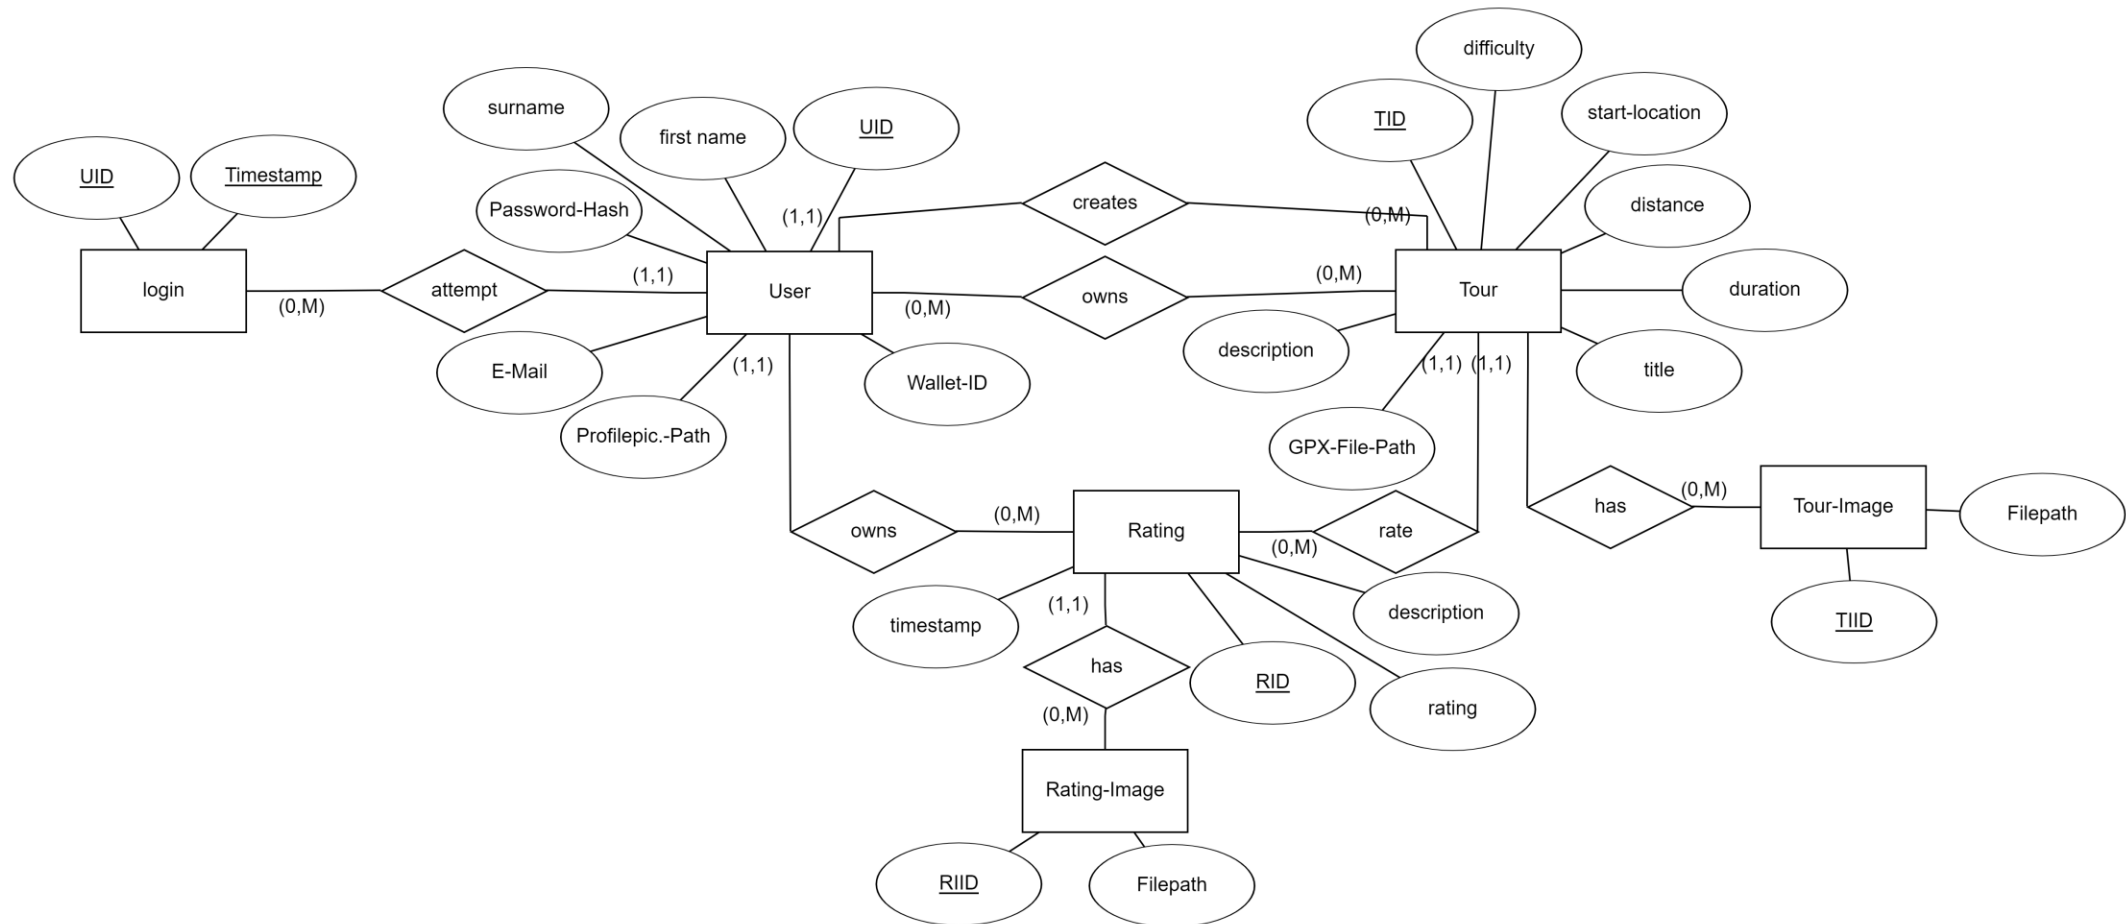 difficulty
surname
first name
UID
TID
start-location
UID
Timestamp
Password-Hash
(1,1)
creates
(0,M)
distance
login
(0,M)
attempt
(1,1)
User
(0,M)
owns
(0,M)
Tour
duration
E-Mail
(1,1)
Wallet-ID
description
(1,1)
(1,1)
title
Profilepic.-Path
GPX-File-Path
owns
(0,M)
Rating
(0,M)
rate
has
(0,M)
Tour-Image
Filepath
timestamp
(1,1)
description
TIID
has
RID
rating
(0,M)
Rating-Image
RIID
Filepath